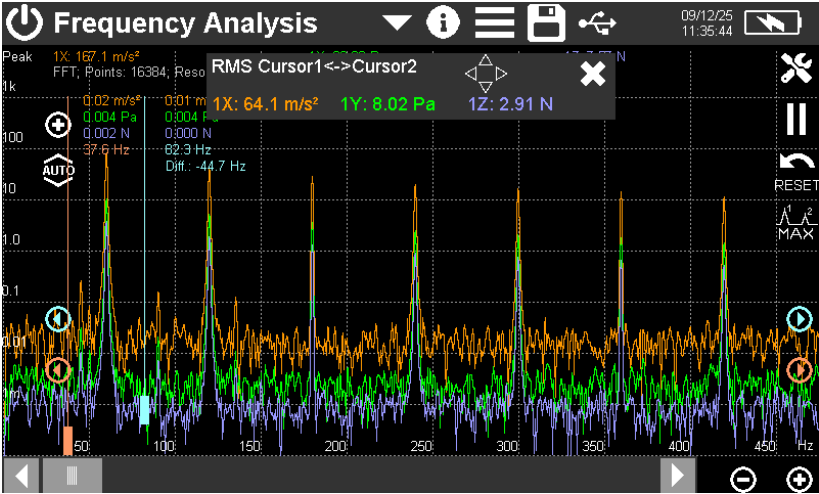 Frequency Analysis
09/12/25
11:35:44
Peak 1X: 167.1 m/s²
FFT; Points: 16384; Reso
RMS Cursor1<->Cursor2
1X: 64.1 m/s² 1Y: 8.02 Pa 1Z: 2.91 N
1k
0.02 m/s² 0.01 m
0.004 Pa 0.004
0.002 N 0.000 N
37.6 Hz 82.3 Hz
Diff.: -44.7 Hz
100
AUTO
10
1.0
0.1
0.01
RESET
1 2
MAX
50 100 150 200 250 300 350 400 450 Hz